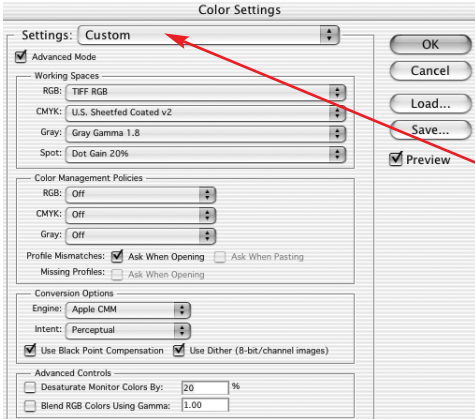 Color Settings
Settings: Custom
OK
Advanced Mode
Cancel
Working Spaces
RGB: TIFF RGB
Load...
CMYK: U.S. Sheetfed Coated v2
Save...
Gray: Gray Gamma 1.8
Spot: Dot Gain 20%
Preview
Color Management Policies
RGB: Off
CMYK: Off
Gray: Off
Profile Mismatches: Ask When Opening Ask When Pasting
Missing Profiles: Ask When Opening
Conversion Options
Engine: Apple CMM
Intent: Perceptual
Use Black Point Compensation Use Dither (8-bit/channel images)
Advanced Controls
Desaturate Monitor Colors By: 20 %
Blend RGB Colors Using Gamma: 1.00